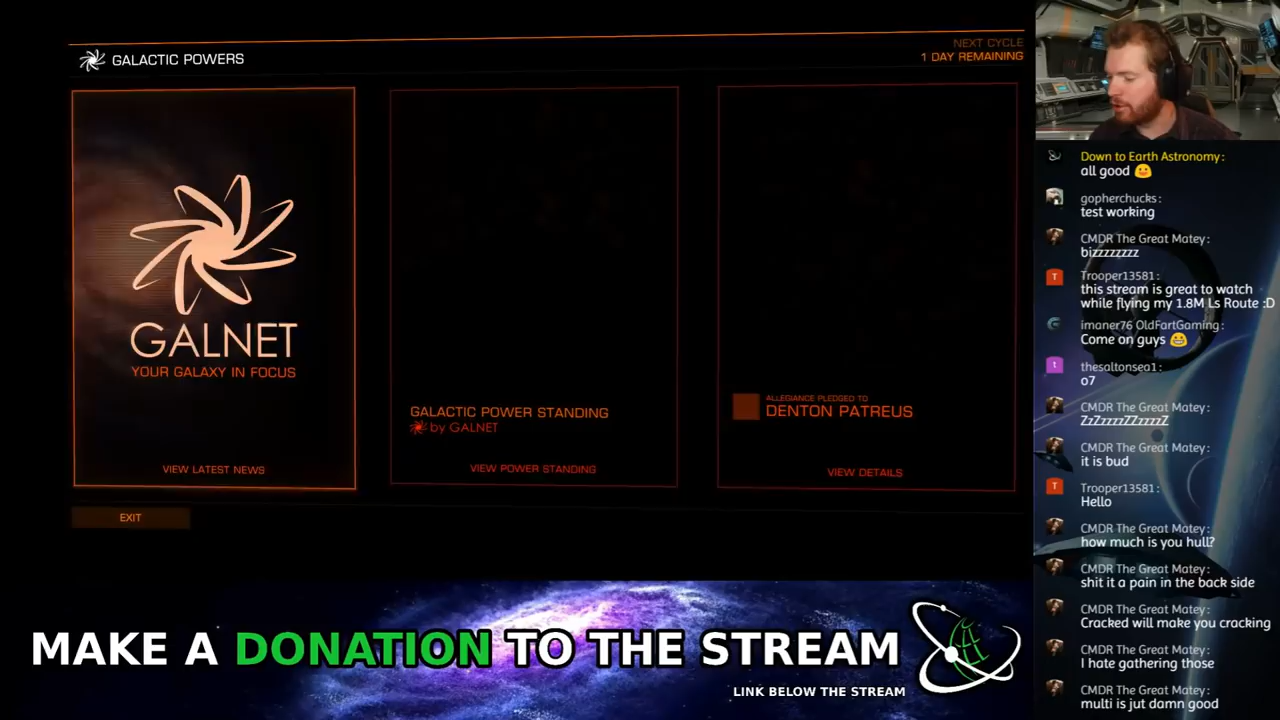 GALACTIC POWERS
NEXT CYCLE
1 DAY REMAINING
GALNET
YOUR GALAXY IN FOCUS
VIEW LATEST NEWS
GALACTIC POWER STANDING
by GALNET
VIEW POWER STANDING
ALLEGIANCE PLEDGED TO
DENTON PATREUS
VIEW DETAILS
EXIT
MAKE A DONATION TO THE STREAM
LINK BELOW THE STREAM
Down to Earth Astronomy:
all good
gopherchucks:
test working
CMDR The Great Matey:
bizzzzzzzz
Trooper13581:
T
this stream is great to watch
while flying my 1.8M Ls Route :D
imaner76 OldFartGaming:
Come on guys
thesaltonsea1:
t
o7
CMDR The Great Matey:
ZzZzzzzZZzzzzZ
CMDR The Great Matey:
it is bud
Trooper13581:
T
Hello
CMDR The Great Matey:
how much is you hull?
CMDR The Great Matey:
shit it a pain in the back side
CMDR The Great Matey:
Cracked will make you cracking
CMDR The Great Matey:
I hate gathering those
CMDR The Great Matey:
multi is jut damn good